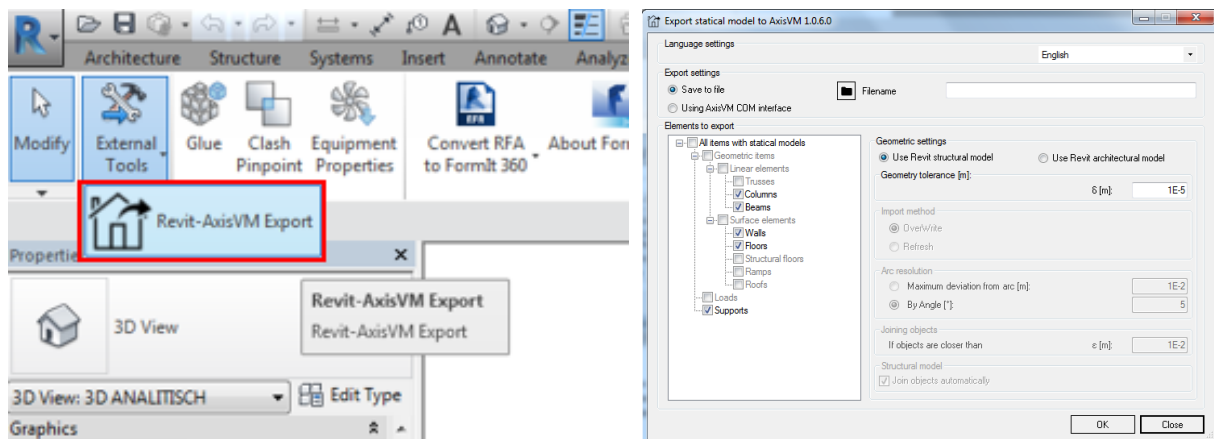 R
A
Architecture Structure Systems Insert Annotate Analyz
Modify
External Tools
Glue
Clash Pinpoint
Equipment Properties
RFA
Convert RFA to FormIt 360
About For
Revit-AxisVM Export
Propertie
3D View
Revit-AxisVM Export
Revit-AxisVM Export
3D View: 3D ANALITISCH
Edit Type
Graphics
Export statical model to AxisVM 1.0.6.0
Language settings
English
Export settings
Save to file
Filename
Using AxisVM COM interface
Elements to export
All items with statical models
Geometric items
Linear elements
Trusses
Columns
Beams
Surface elements
Walls
Floors
Structural floors
Ramps
Roofs
Loads
Supports
Geometric settings
Use Revit structural model
Use Revit architectural model
Geometry tolerance [m]:
δ [m]: 1E-5
Import method
OverWrite
Refresh
Arc resolution
Maximum deviation from arc [m]: 1E-2
By Angle [°]: 5
Joining objects
If objects are closer than ε [m]: 1E-2
Structural model
Join objects automatically
OK
Close